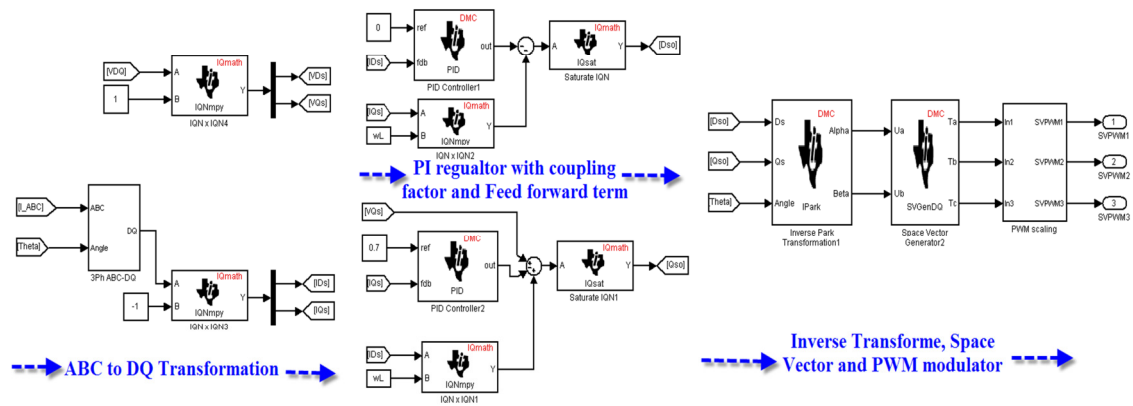 [VDQ]
1
A
B
IQmath
IQNmpy
Y
IQN x IQN4
[VDs]
[VQs]
[I_ABC]
[Theta]
ABC
Angle
DQ
3Ph ABC-DQ
-1
A
B
IQmath
IQNmpy
Y
IQN x IQN3
[IDs]
[IQs]
ABC to DQ Transformation
0
[IDs]
ref
fdb
DMC
PID
out
PID Controller1
[IQs]
wL
A
B
IQmath
IQNmpy
Y
IQN x IQN2
A
IQmath
IQsat
Y
Saturate IQN
[Dso]
PI regualtor with coupling
factor and Feed forward term
[VQs]
0.7
[IQs]
ref
fdb
DMC
PID
out
PID Controller2
[IDs]
wL
A
B
IQmath
IQNmpy
Y
IQN x IQN1
A
IQmath
IQsat
Y
Saturate IQN1
[Qso]
[Dso]
[Qso]
[Theta]
Ds
Qs
Angle
DMC
IPark
Alpha
Beta
Inverse Park
Transformation1
Ua
Ub
DMC
SVGenDQ
Ta
Tb
Tc
Space Vector
Generator2
In1
In2
In3
SVPWM1
SVPWM2
SVPWM3
PWM scaling
1
SVPWM1
2
SVPWM2
3
SVPWM3
Inverse Transforme, Space
Vector and PWM modulator